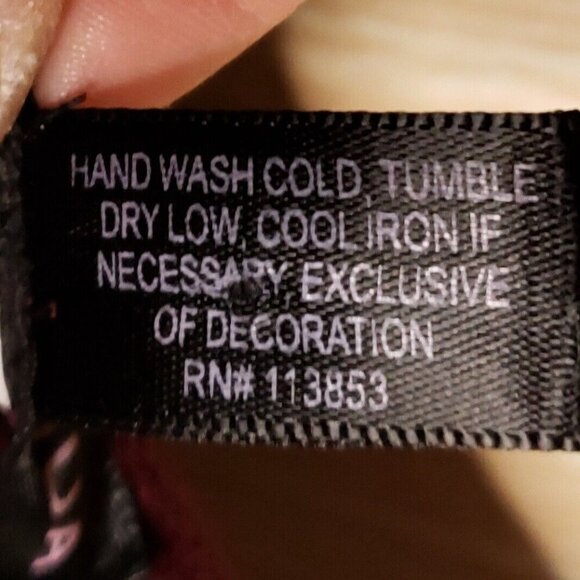 HAND WASH COLD, TUMBLE
DRY LOW, COOL IRON IF
NECESSARY, EXCLUSIVE
OF DECORATION
RN# 113853